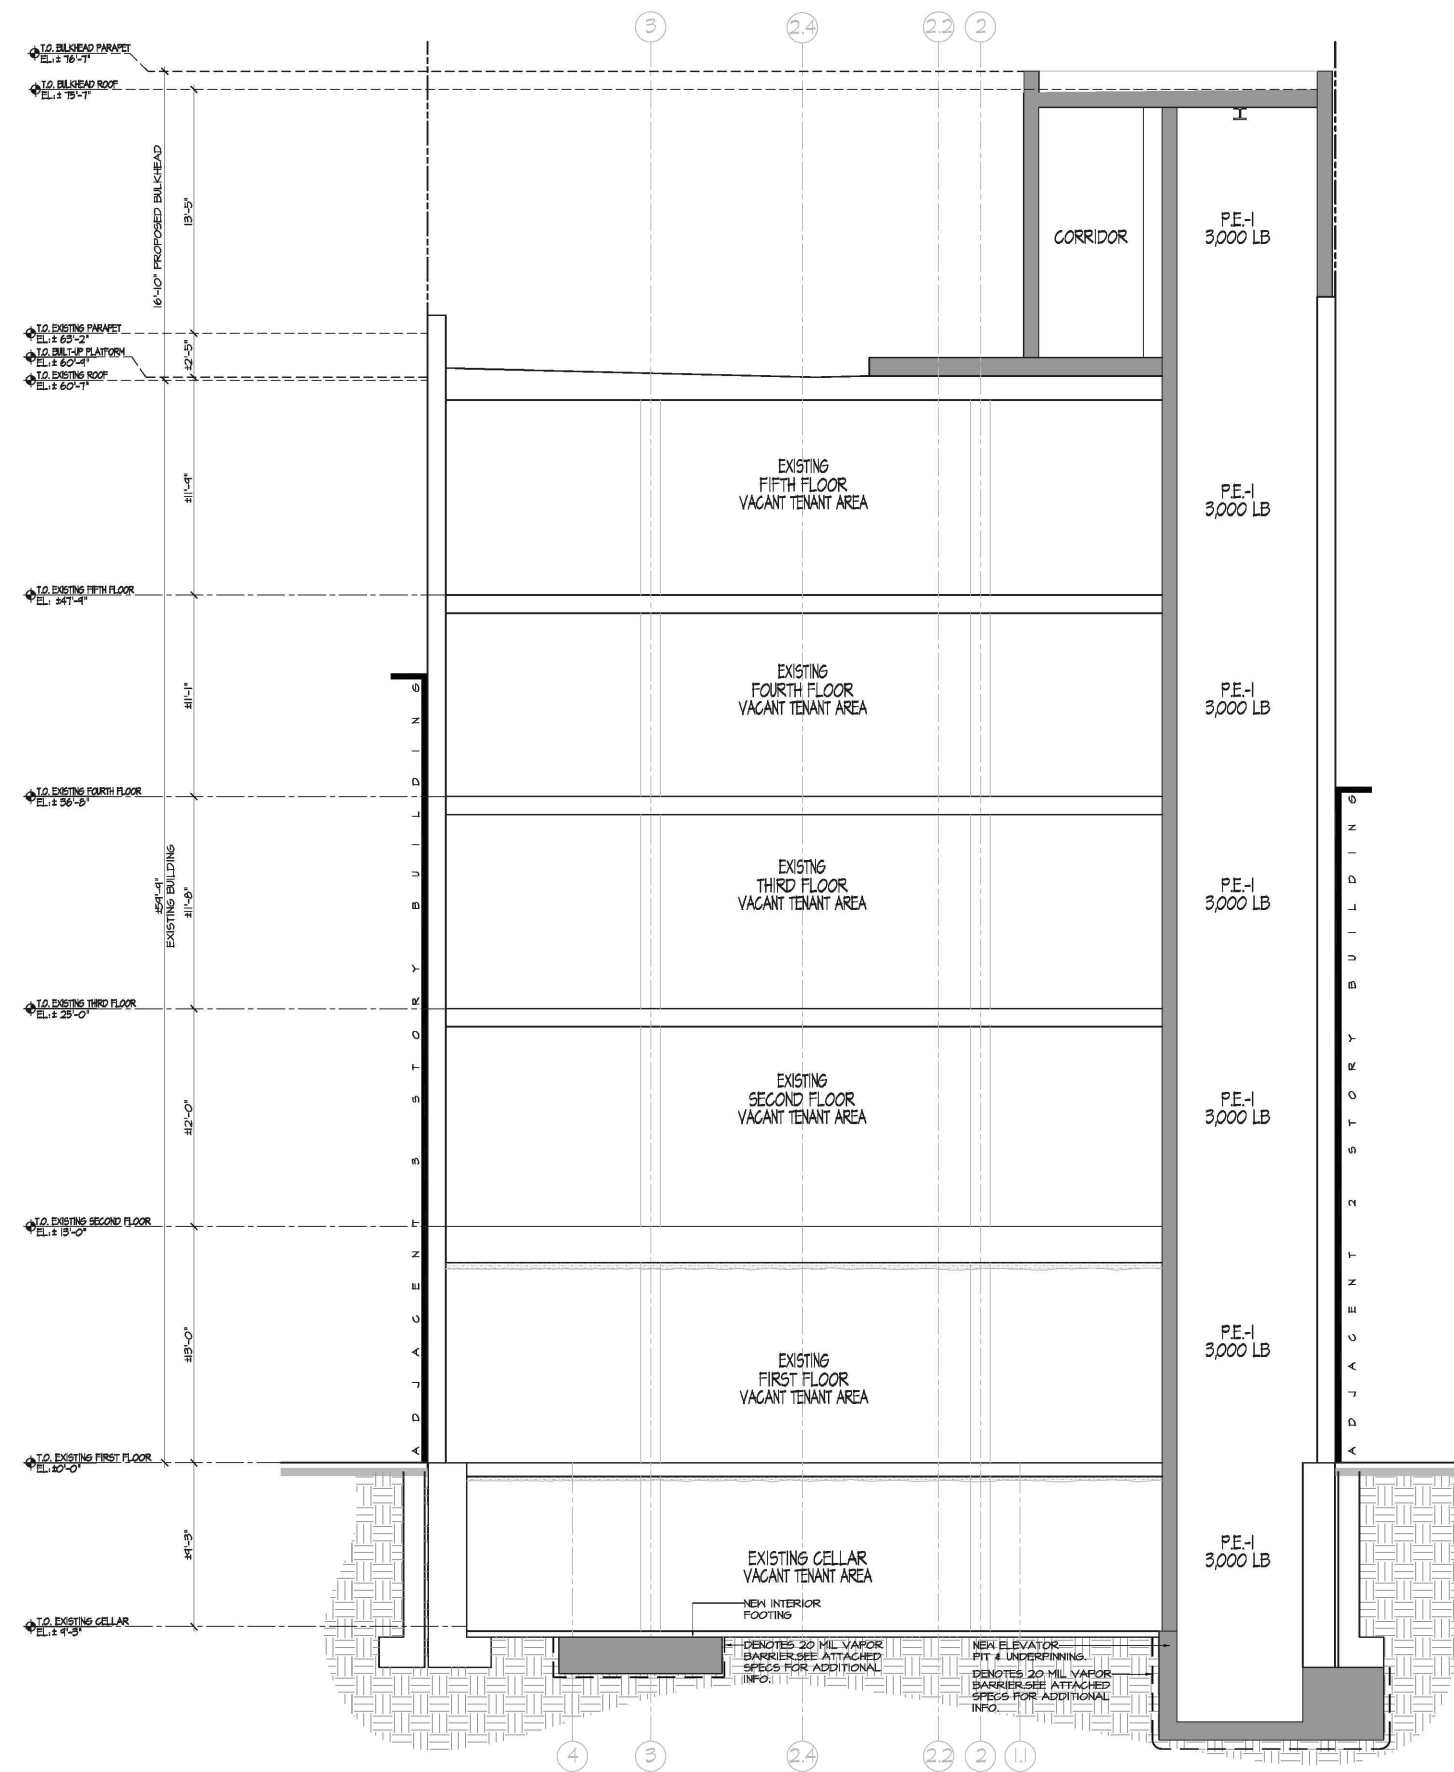 3
2.4
2.2
2
T.O. BULKHEAD PARAPET
EL: ± 76'-7"
T.O. BULKHEAD ROOF
EL: ± 75'-7"
16'-10" PROPOSED BULKHEAD
13'-5"
CORRIDOR
P.E.-1
3,000 LB
T.O. EXISTING PARAPET
EL: ± 63'-2"
T.O. BUILT-UP PLATFORM
EL: ± 60'-9"
T.O. EXISTING ROOF
EL: ± 60'-7"
±2'-5"
±11'-9"
EXISTING
FIFTH FLOOR
VACANT TENANT AREA
P.E.-1
3,000 LB
T.O. EXISTING FIFTH FLOOR
EL: ±47'-9"
±11'-1"
EXISTING
FOURTH FLOOR
VACANT TENANT AREA
P.E.-1
3,000 LB
T.O. EXISTING FOURTH FLOOR
EL: ± 36'-8"
±59'-9"
EXISTING BUILDING
±11'-8"
EXISTNG
THIRD FLOOR
VACANT TENANT AREA
P.E.-1
3,000 LB
T.O. EXISTING THIRD FLOOR
EL: ± 25'-0"
±12'-0"
EXISTING
SECOND FLOOR
VACANT TENANT AREA
P.E.-1
3,000 LB
T.O. EXISTING SECOND FLOOR
EL: ± 13'-0"
±13'-0"
EXISTING
FIRST FLOOR
VACANT TENANT AREA
P.E.-1
3,000 LB
ADJACENT 3 STORY BUILDING
ADJACENT 2 STORY BUILDING
T.O. EXISTING FIRST FLOOR
EL: ±0'-0"
±9'-3"
EXISTING CELLAR
VACANT TENANT AREA
P.E.-1
3,000 LB
T.O. EXISTING CELLAR
EL: ± 9'-3"
NEW INTERIOR
FOOTING
DENOTES 20 MIL VAPOR
BARRIER.SEE ATTACHED
SPECS FOR ADDITIONAL
INFO.
NEW ELEVATOR
PIT & UNDERPINNING.
DENOTES 20 MIL VAPOR
BARRIER.SEE ATTACHED
SPECS FOR ADDITIONAL
INFO.
4
3
2.4
2.2
2
1.1